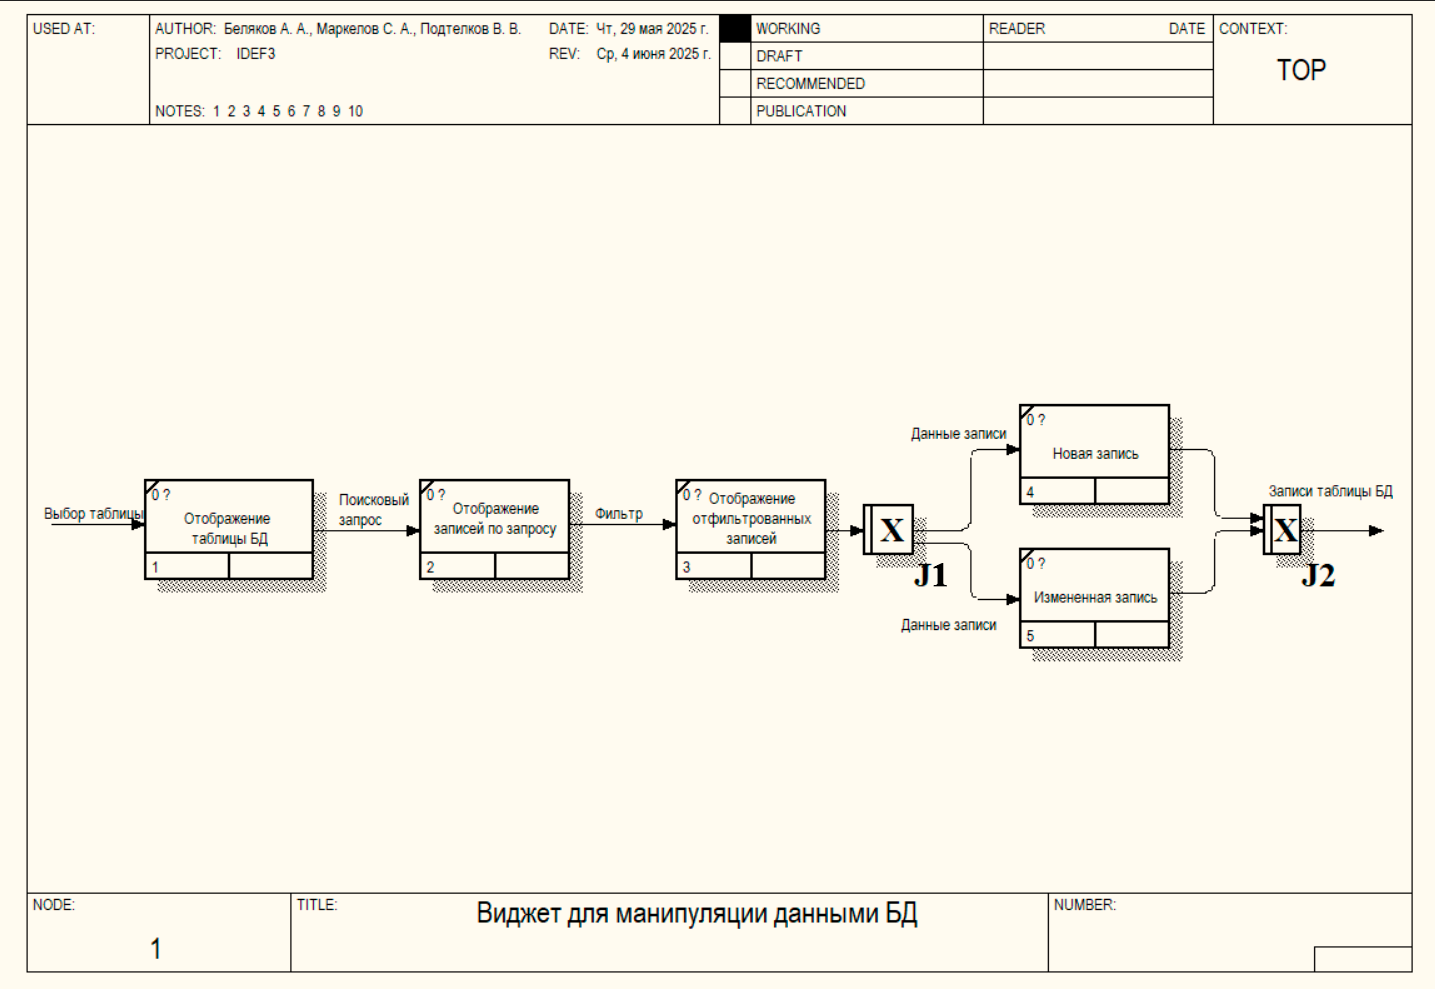 USED AT:
AUTHOR: Беляков А. А., Маркелов С. А., Подтелков В. В.
DATE: Чт, 29 мая 2025 г.
PROJECT: IDEF3
REV: Ср, 4 июня 2025 г.
NOTES: 1 2 3 4 5 6 7 8 9 10
WORKING
DRAFT
RECOMMENDED
PUBLICATION
READER DATE
CONTEXT:
TOP
Выбор таблицы
0 ?
Отображение
таблицы БД
1
Поисковый
запрос
0 ?
Отображение
записей по запросу
2
Фильтр
0 ?
Отображение
отфильтрованных
записей
3
X
J1
Данные записи
0 ?
Новая запись
4
Данные записи
0 ?
Измененная запись
5
X
J2
Записи таблицы БД
NODE:
1
TITLE:
Виджет для манипуляции данными БД
NUMBER: